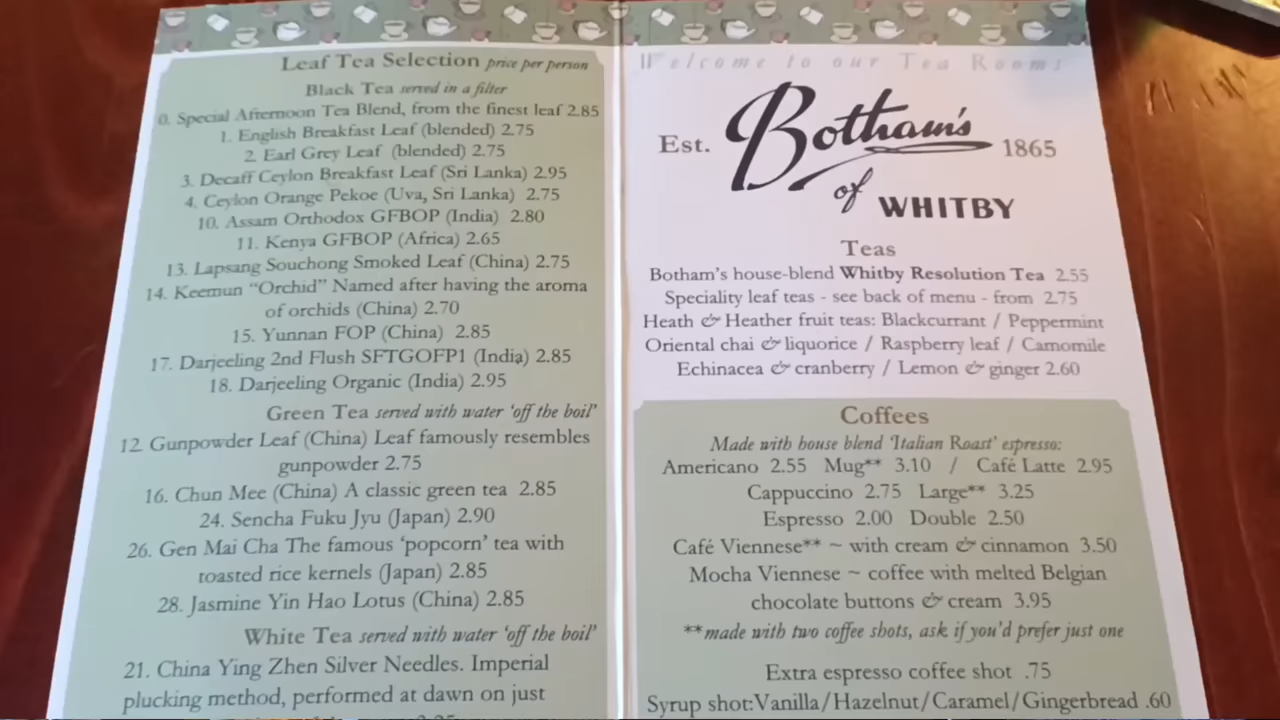 Leaf Tea Selection price per person
Black Tea served in a filter
0. Special Afternoon Tea Blend, from the finest leaf 2.85
1. English Breakfast Leaf (blended) 2.75
2. Earl Grey Leaf (blended) 2.75
3. Decaff Ceylon Breakfast Leaf (Sri Lanka) 2.95
4. Ceylon Orange Pekoe (Uva, Sri Lanka) 2.75
10. Assam Orthodox GFBOP (India) 2.80
11. Kenya GFBOP (Africa) 2.65
13. Lapsang Souchong Smoked Leaf (China) 2.75
14. Keemun “Orchid” Named after having the aroma
of orchids (China) 2.70
15. Yunnan FOP (China) 2.85
17. Darjeeling 2nd Flush SFTGOFP1 (India) 2.85
18. Darjeeling Organic (India) 2.95
Green Tea served with water ‘off the boil’
12. Gunpowder Leaf (China) Leaf famously resembles
gunpowder 2.75
16. Chun Mee (China) A classic green tea 2.85
24. Sencha Fuku Jyu (Japan) 2.90
26. Gen Mai Cha The famous ‘popcorn’ tea with
toasted rice kernels (Japan) 2.85
28. Jasmine Yin Hao Lotus (China) 2.85
White Tea served with water ‘off the boil’
21. China Ying Zhen Silver Needles. Imperial
plucking method, performed at dawn on just
Welcome to our Tea Rooms
Est. Botham's 1865
of WHITBY
Teas
Botham’s house-blend Whitby Resolution Tea 2.55
Speciality leaf teas - see back of menu - from 2.75
Heath & Heather fruit teas: Blackcurrant / Peppermint
Oriental chai & liquorice / Raspberry leaf / Camomile
Echinacea & cranberry / Lemon & ginger 2.60
Coffees
Made with house blend ‘Italian Roast’ espresso:
Americano 2.55 Mug** 3.10 / Café Latte 2.95
Cappuccino 2.75 Large** 3.25
Espresso 2.00 Double 2.50
Café Viennese** ~ with cream & cinnamon 3.50
Mocha Viennese ~ coffee with melted Belgian
chocolate buttons & cream 3.95
**made with two coffee shots, ask if you’d prefer just one
Extra espresso coffee shot .75
Syrup shot:Vanilla/Hazelnut/Caramel/Gingerbread .60